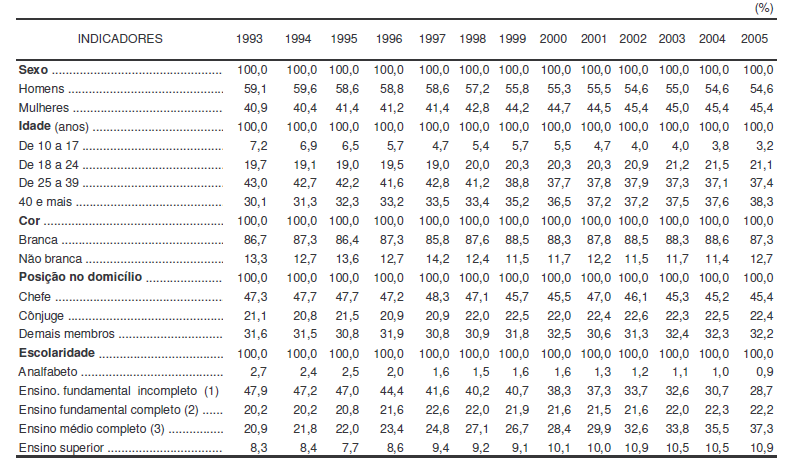 (%)
INDICADORES 1993 1994 1995 1996 1997 1998 1999 2000 2001 2002 2003 2004 2005
Sexo 100,0 100,0 100,0 100,0 100,0 100,0 100,0 100,0 100,0 100,0 100,0 100,0 100,0
Homens 59,1 59,6 58,6 58,8 58,6 57,2 55,8 55,3 55,5 54,6 55,0 54,6 54,6
Mulheres 40,9 40,4 41,4 41,2 41,4 42,8 44,2 44,7 44,5 45,4 45,0 45,4 45,4
Idade (anos) 100,0 100,0 100,0 100,0 100,0 100,0 100,0 100,0 100,0 100,0 100,0 100,0 100,0
De 10 a 17 7,2 6,9 6,5 5,7 4,7 5,4 5,7 5,5 4,7 4,0 4,0 3,8 3,2
De 18 a 24 19,7 19,1 19,0 19,5 19,0 20,0 20,3 20,3 20,3 20,9 21,2 21,5 21,1
De 25 a 39 43,0 42,7 42,2 41,6 42,8 41,2 38,8 37,7 37,8 37,9 37,3 37,1 37,4
40 e mais 30,1 31,3 32,3 33,2 33,5 33,4 35,2 36,5 37,2 37,2 37,5 37,6 38,3
Cor 100,0 100,0 100,0 100,0 100,0 100,0 100,0 100,0 100,0 100,0 100,0 100,0 100,0
Branca 86,7 87,3 86,4 87,3 85,8 87,6 88,5 88,3 87,8 88,5 88,3 88,6 87,3
Não branca 13,3 12,7 13,6 12,7 14,2 12,4 11,5 11,7 12,2 11,5 11,7 11,4 12,7
Posição no domicílio 100,0 100,0 100,0 100,0 100,0 100,0 100,0 100,0 100,0 100,0 100,0 100,0 100,0
Chefe 47,3 47,7 47,7 47,2 48,3 47,1 45,7 45,5 47,0 46,1 45,3 45,2 45,4
Cônjuge 21,1 20,8 21,5 20,9 20,9 22,0 22,5 22,0 22,4 22,6 22,3 22,5 22,4
Demais membros 31,6 31,5 30,8 31,9 30,8 30,9 31,8 32,5 30,6 31,3 32,4 32,3 32,2
Escolaridade 100,0 100,0 100,0 100,0 100,0 100,0 100,0 100,0 100,0 100,0 100,0 100,0 100,0
Analfabeto 2,7 2,4 2,5 2,0 1,6 1,5 1,6 1,6 1,3 1,2 1,1 1,0 0,9
Ensino. fundamental incompleto (1) 47,9 47,2 47,0 44,4 41,6 40,2 40,7 38,3 37,3 33,7 32,6 30,7 28,7
Ensino fundamental completo (2) 20,2 20,2 20,8 21,6 22,6 22,0 21,9 21,6 21,5 21,6 22,0 22,3 22,2
Ensino médio completo (3) 20,9 21,8 22,0 23,4 24,8 27,1 26,7 28,4 29,9 32,6 33,8 35,5 37,3
Ensino superior 8,3 8,4 7,7 8,6 9,4 9,2 9,1 10,1 10,0 10,9 10,5 10,5 10,9